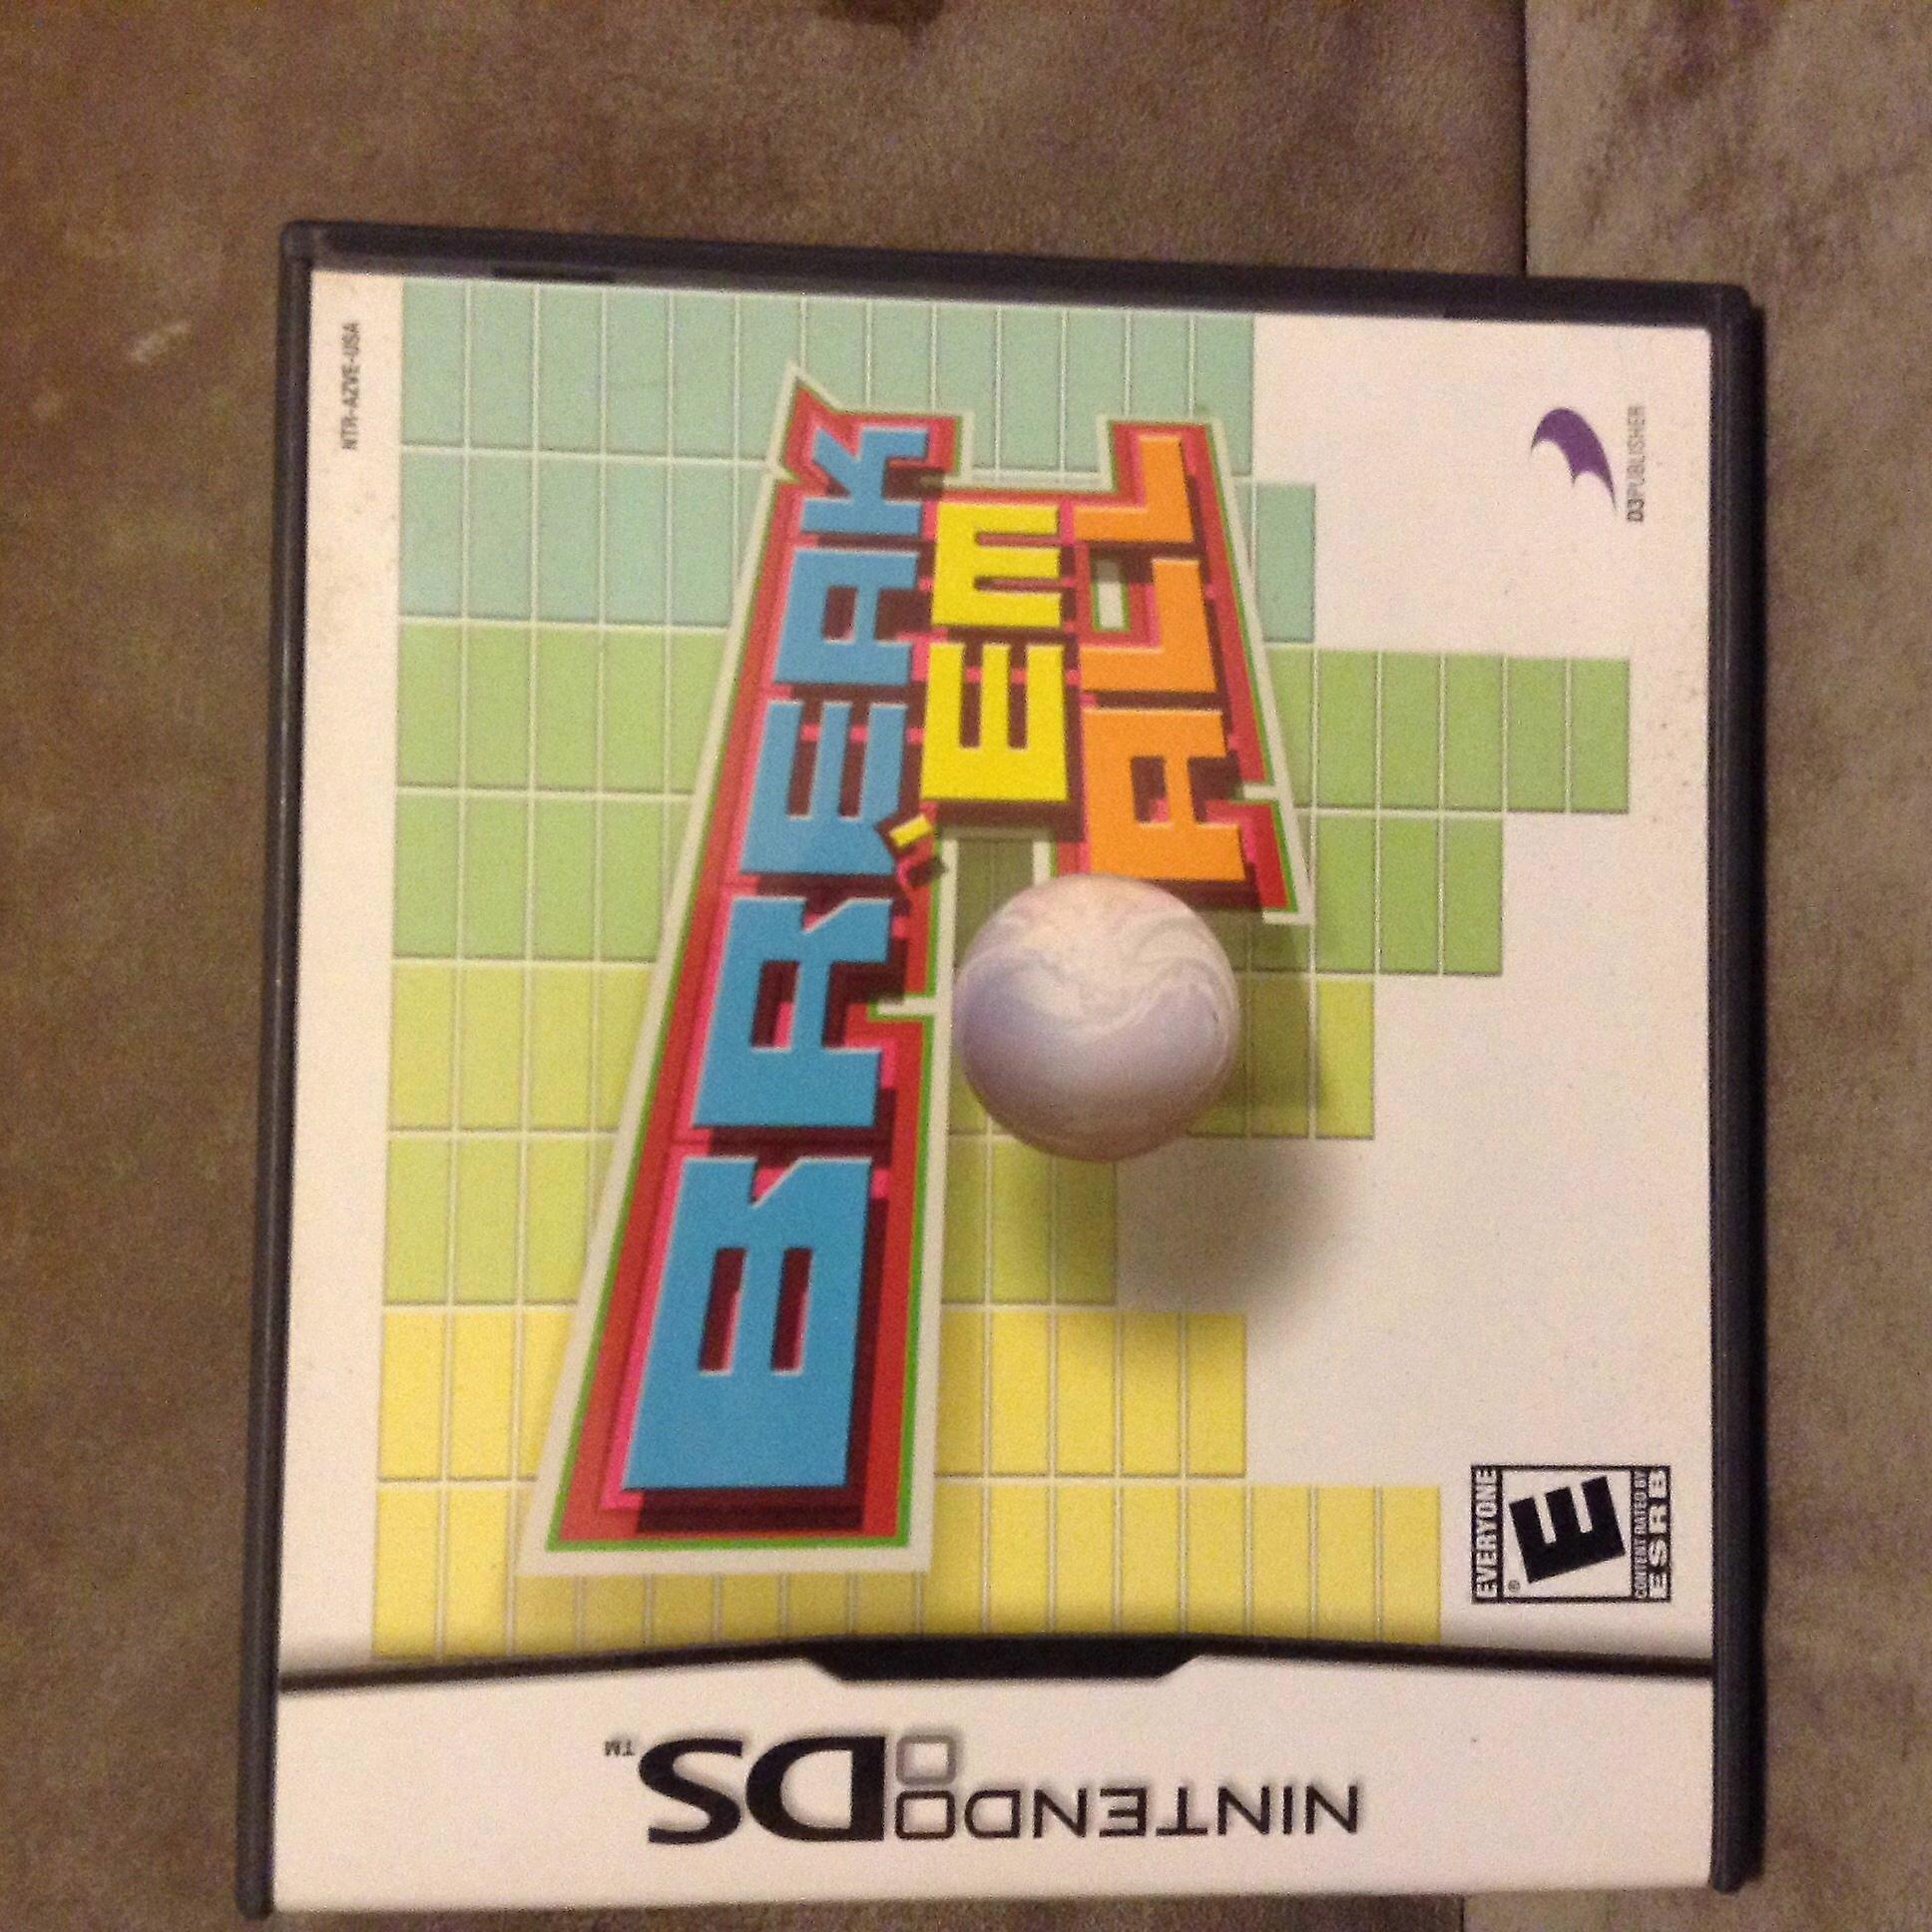 NINTENDO DS™
NTR-AZVE-USA
BREAK
'EM
ALL
EVERYONE
E
®
CONTENT RATED BY
ESRB
D3PUBLISHER